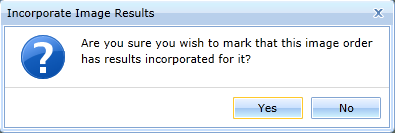 Incorporate Image Results
Are you sure you wish to mark that this image order
has results incorporated for it?
Yes
No